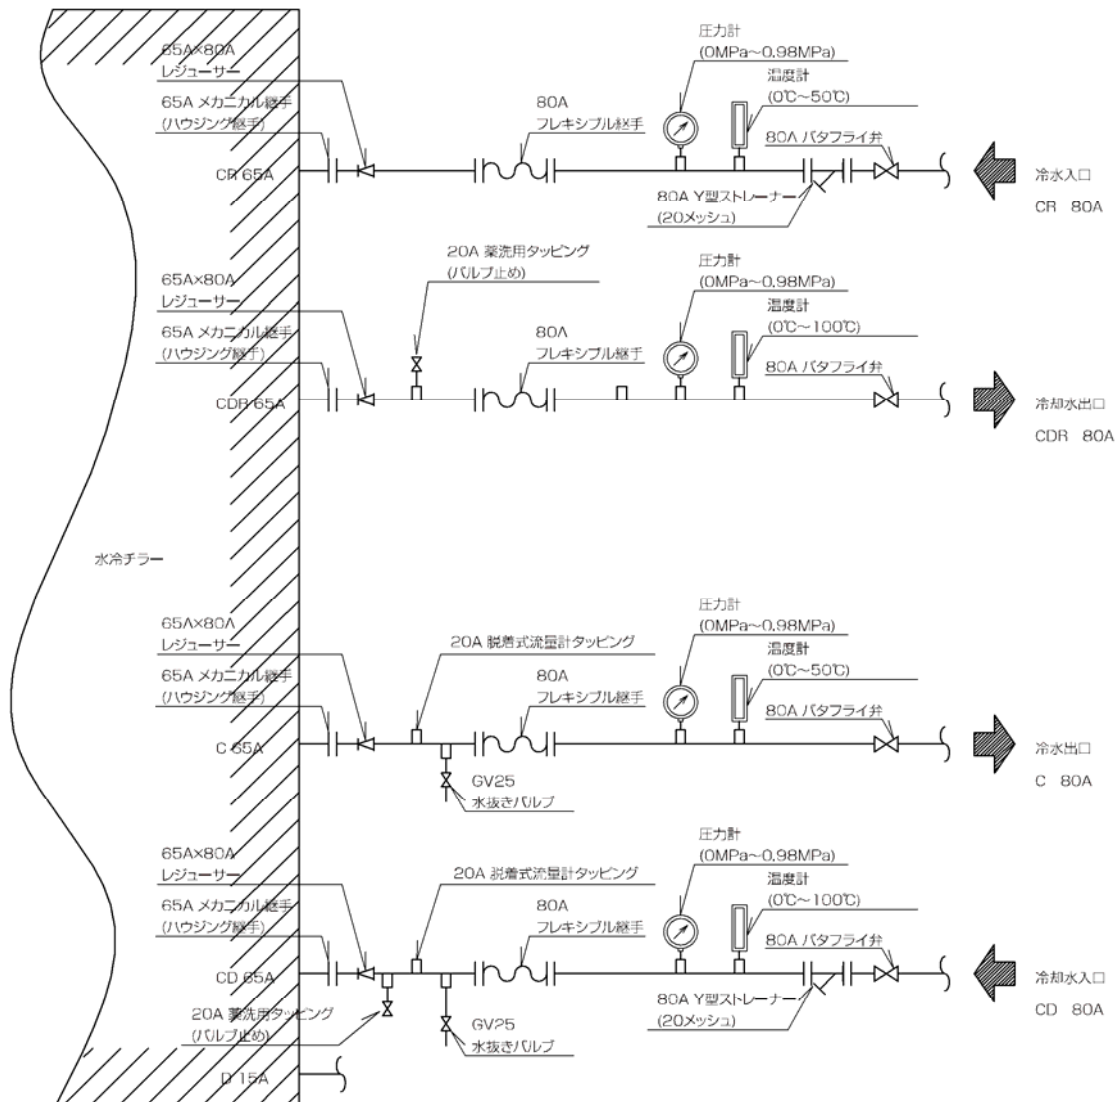 圧力計
(0MPa~0.98MPa)
65A×80A
レジューサー
温度計
(0℃~50℃)
65A メカニカル継手
(ハウジング継手)
80A
フレキシブル継手
80A バタフライ弁
CR 65A
80A Y型ストレーナー
(20メッシュ)
冷水入口
CR 80A
20A 薬洗用タッピング
(バルブ止め)
圧力計
(0MPa~0.98MPa)
65A×80A
レジューサー
温度計
(0℃~100℃)
65A メカニカル継手
(ハウジング継手)
80A
フレキシブル継手
80A バタフライ弁
CDR 65A
冷却水出口
CDR 80A
水冷チラー
圧力計
(0MPa~0.98MPa)
65A×80A
レジューサー
20A 脱着式流量計タッピング
温度計
(0℃~50℃)
65A メカニカル継手
(ハウジング継手)
80A
フレキシブル継手
80A バタフライ弁
C 65A
冷水出口
C 80A
GV25
水抜きバルブ
圧力計
(0MPa~0.98MPa)
65A×80A
レジューサー
20A 脱着式流量計タッピング
温度計
(0℃~100℃)
65A メカニカル継手
(ハウジング継手)
80A
フレキシブル継手
80A バタフライ弁
CD 65A
冷却水入口
CD 80A
80A Y型ストレーナー
(20メッシュ)
20A 薬洗用タッピング
(バルブ止め)
GV25
水抜きバルブ
D 15A